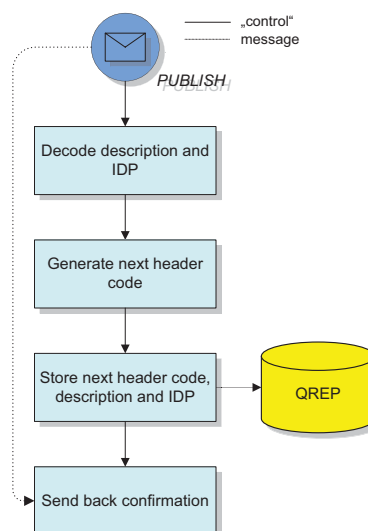 „control“
message
PUBLISH
Decode description and
IDP
Generate next header
code
Store next header code,
description and IDP
QREP
Send back confirmation